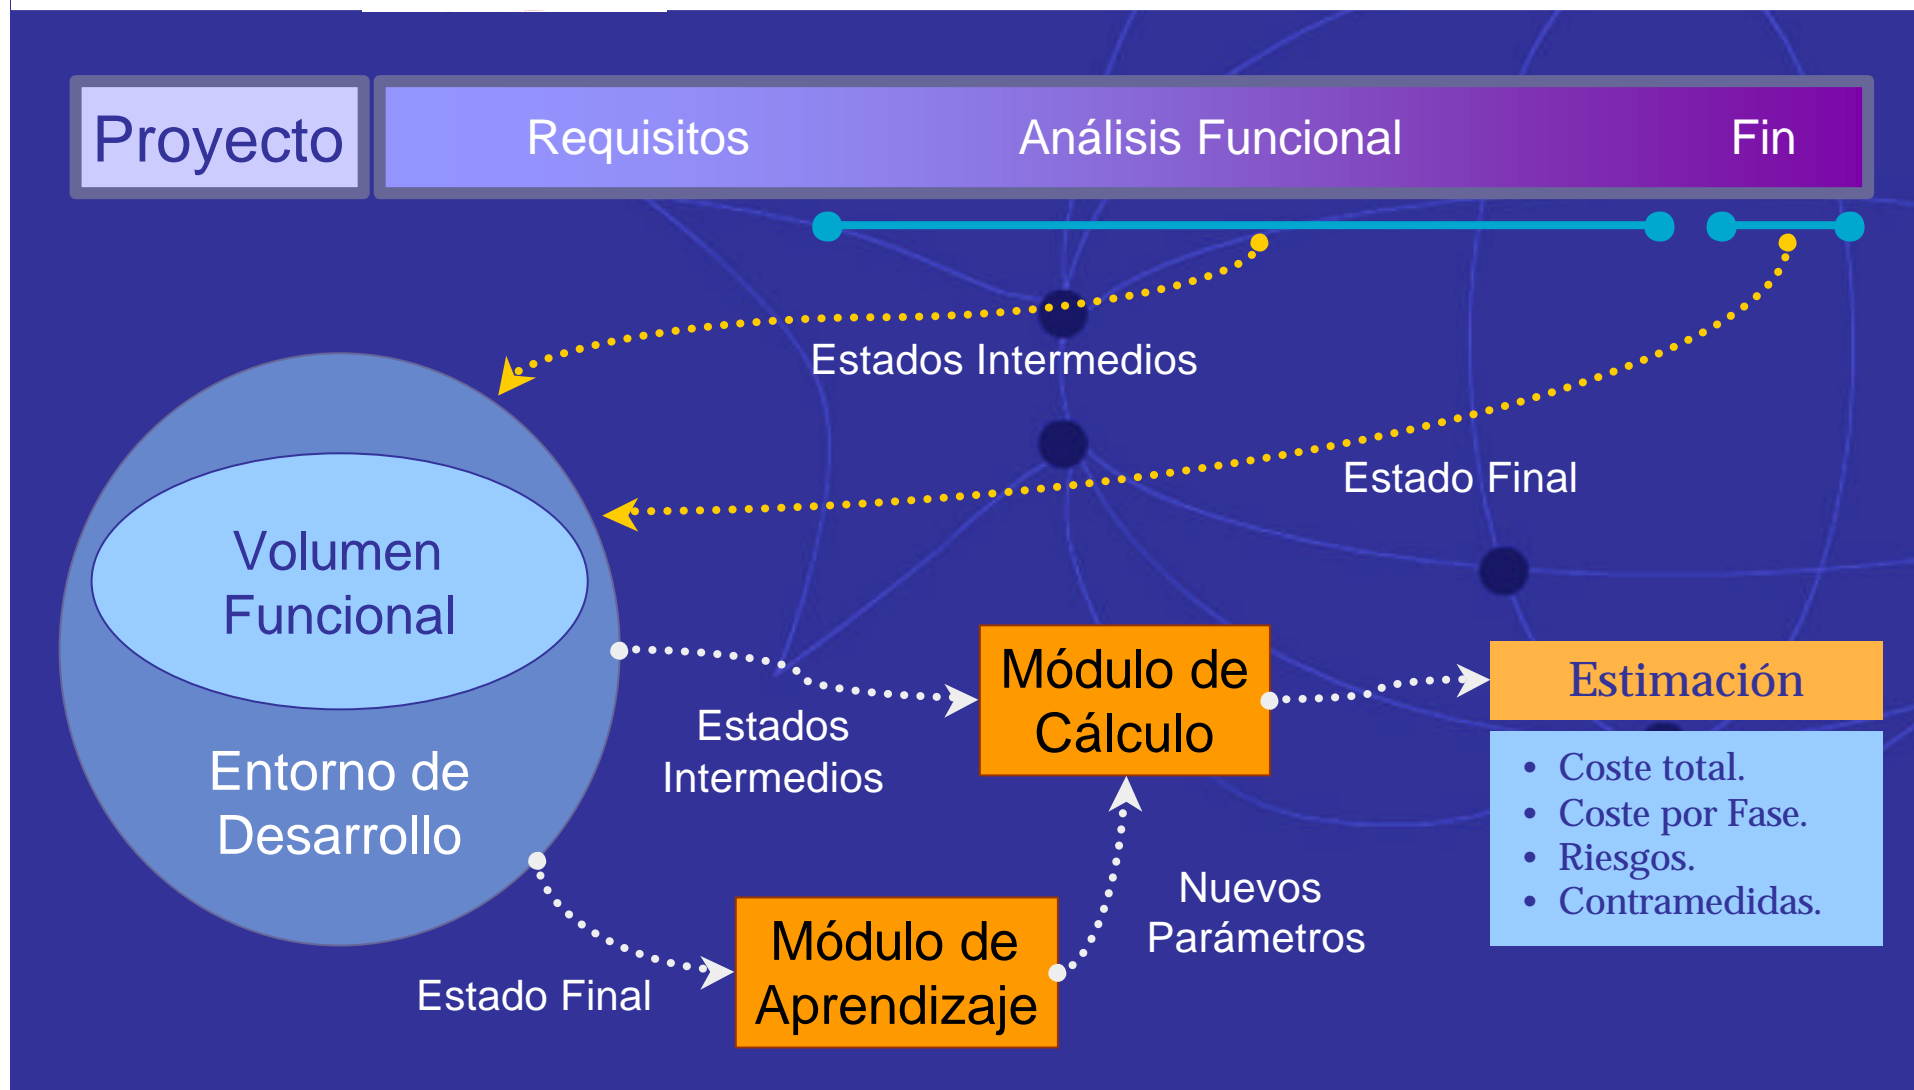 Proyecto
Requisitos
Análisis Funcional
Fin
Estados Intermedios
Estado Final
Volumen
Funcional
Entorno de
Desarrollo
Estados
Intermedios
Módulo de
Cálculo
Estimación
• Coste total.
• Coste por Fase.
• Riesgos.
• Contramedidas.
Nuevos
Parámetros
Estado Final
Módulo de
Aprendizaje